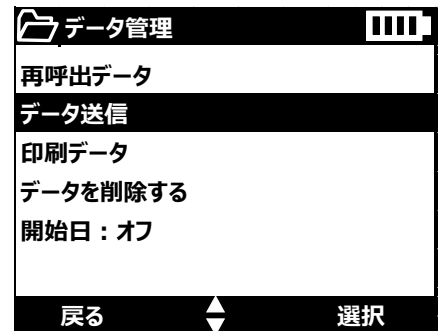 データ管理
再呼出データ
データ送信
印刷データ
データを削除する
開始日：オフ
戻る 選択